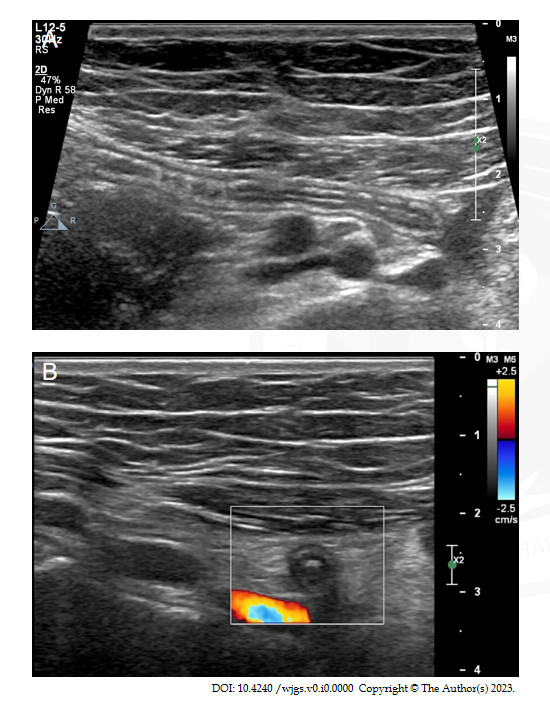 A
L12-5
30Hz
RS
2D
47%
Dyn R 58
P Med
Res
G
P R
0
M3
1
X2
2
3
4
B
0 M3 M6
+2.5
1
-2.5
cm/s
2
X2
3
4
DOI: 10.4240 /wjgs.v0.i0.0000 Copyright © The Author(s) 2023.